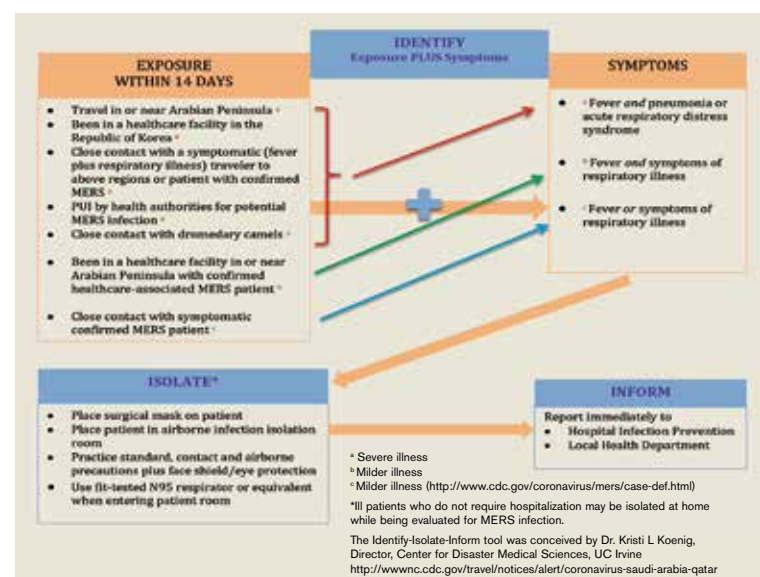 IDENTIFY
Exposure PLUS Symptoms
EXPOSURE
WITHIN 14 DAYS
• Travel in or near Arabian Peninsula ᵃ
• Been in a healthcare facility in the
Republic of Korea ᵃ
• Close contact with a symptomatic (fever
plus respiratory illness) traveler to
above regions or patient with confirmed
MERS ᵃ
• PUI by health authorities for potential
MERS infection ᵃ
• Close contact with dromedary camels ᵃ
• Been in a healthcare facility in or near
Arabian Peninsula with confirmed
healthcare-associated MERS patient ᵇ
• Close contact with symptomatic
confirmed MERS patient ᶜ
SYMPTOMS
• ᵃ Fever and pneumonia or
acute respiratory distress
syndrome
• ᵇ Fever and symptoms of
respiratory illness
• ᶜ Fever or symptoms of
respiratory illness
ISOLATE*
• Place surgical mask on patient
• Place patient in airborne infection isolation
room
• Practice standard, contact and airborne
precautions plus face shield/eye protection
• Use fit-tested N95 respirator or equivalent
when entering patient room
INFORM
Report immediately to
• Hospital Infection Prevention
• Local Health Department
ᵃ Severe illness
ᵇ Milder illness
ᶜ Milder illness (http://www.cdc.gov/coronavirus/mers/case-def.html)
*Ill patients who do not require hospitalization may be isolated at home
while being evaluated for MERS infection.
The Identify-Isolate-Inform tool was conceived by Dr. Kristi L Koenig,
Director, Center for Disaster Medical Sciences, UC Irvine
http://wwwnc.cdc.gov/travel/notices/alert/coronavirus-saudi-arabia-qatar